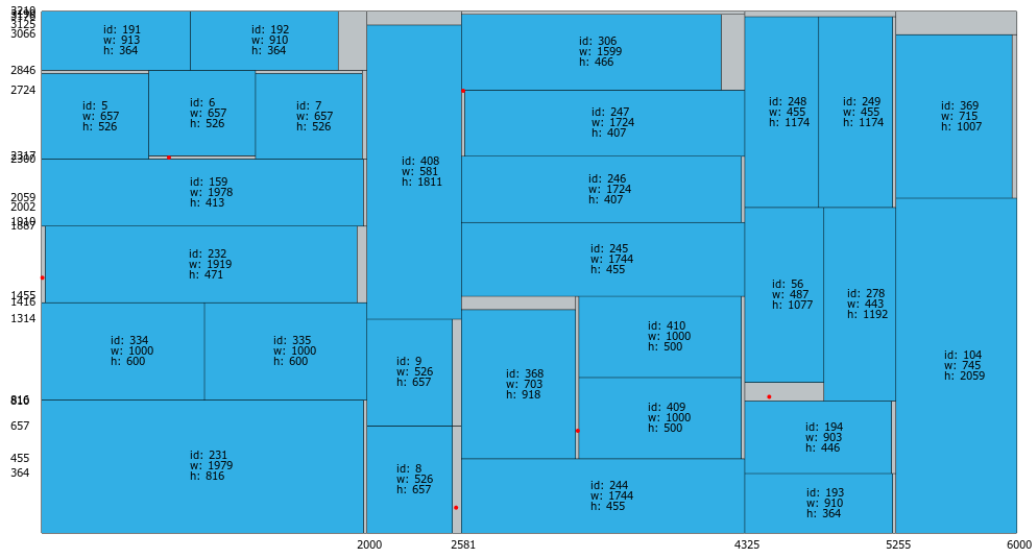 3125
3066
2846
2724
2317
2300
2059
2002
1887
1455
1416
1314
816
657
455
364
id: 191
w: 913
h: 364
id: 192
w: 910
h: 364
id: 5
w: 657
h: 526
id: 6
w: 657
h: 526
id: 7
w: 657
h: 526
id: 159
w: 1978
h: 413
id: 232
w: 1919
h: 471
id: 334
w: 1000
h: 600
id: 335
w: 1000
h: 600
id: 231
w: 1979
h: 816
id: 408
w: 581
h: 1811
id: 9
w: 526
h: 657
id: 8
w: 526
h: 657
id: 306
w: 1599
h: 466
id: 247
w: 1724
h: 407
id: 246
w: 1724
h: 407
id: 245
w: 1744
h: 455
id: 368
w: 703
h: 918
id: 410
w: 1000
h: 500
id: 409
w: 1000
h: 500
id: 244
w: 1744
h: 455
id: 248
w: 455
h: 1174
id: 249
w: 455
h: 1174
id: 56
w: 487
h: 1077
id: 278
w: 443
h: 1192
id: 194
w: 903
h: 446
id: 193
w: 910
h: 364
id: 369
w: 715
h: 1007
id: 104
w: 745
h: 2059
2000
2581
4325
5255
6000